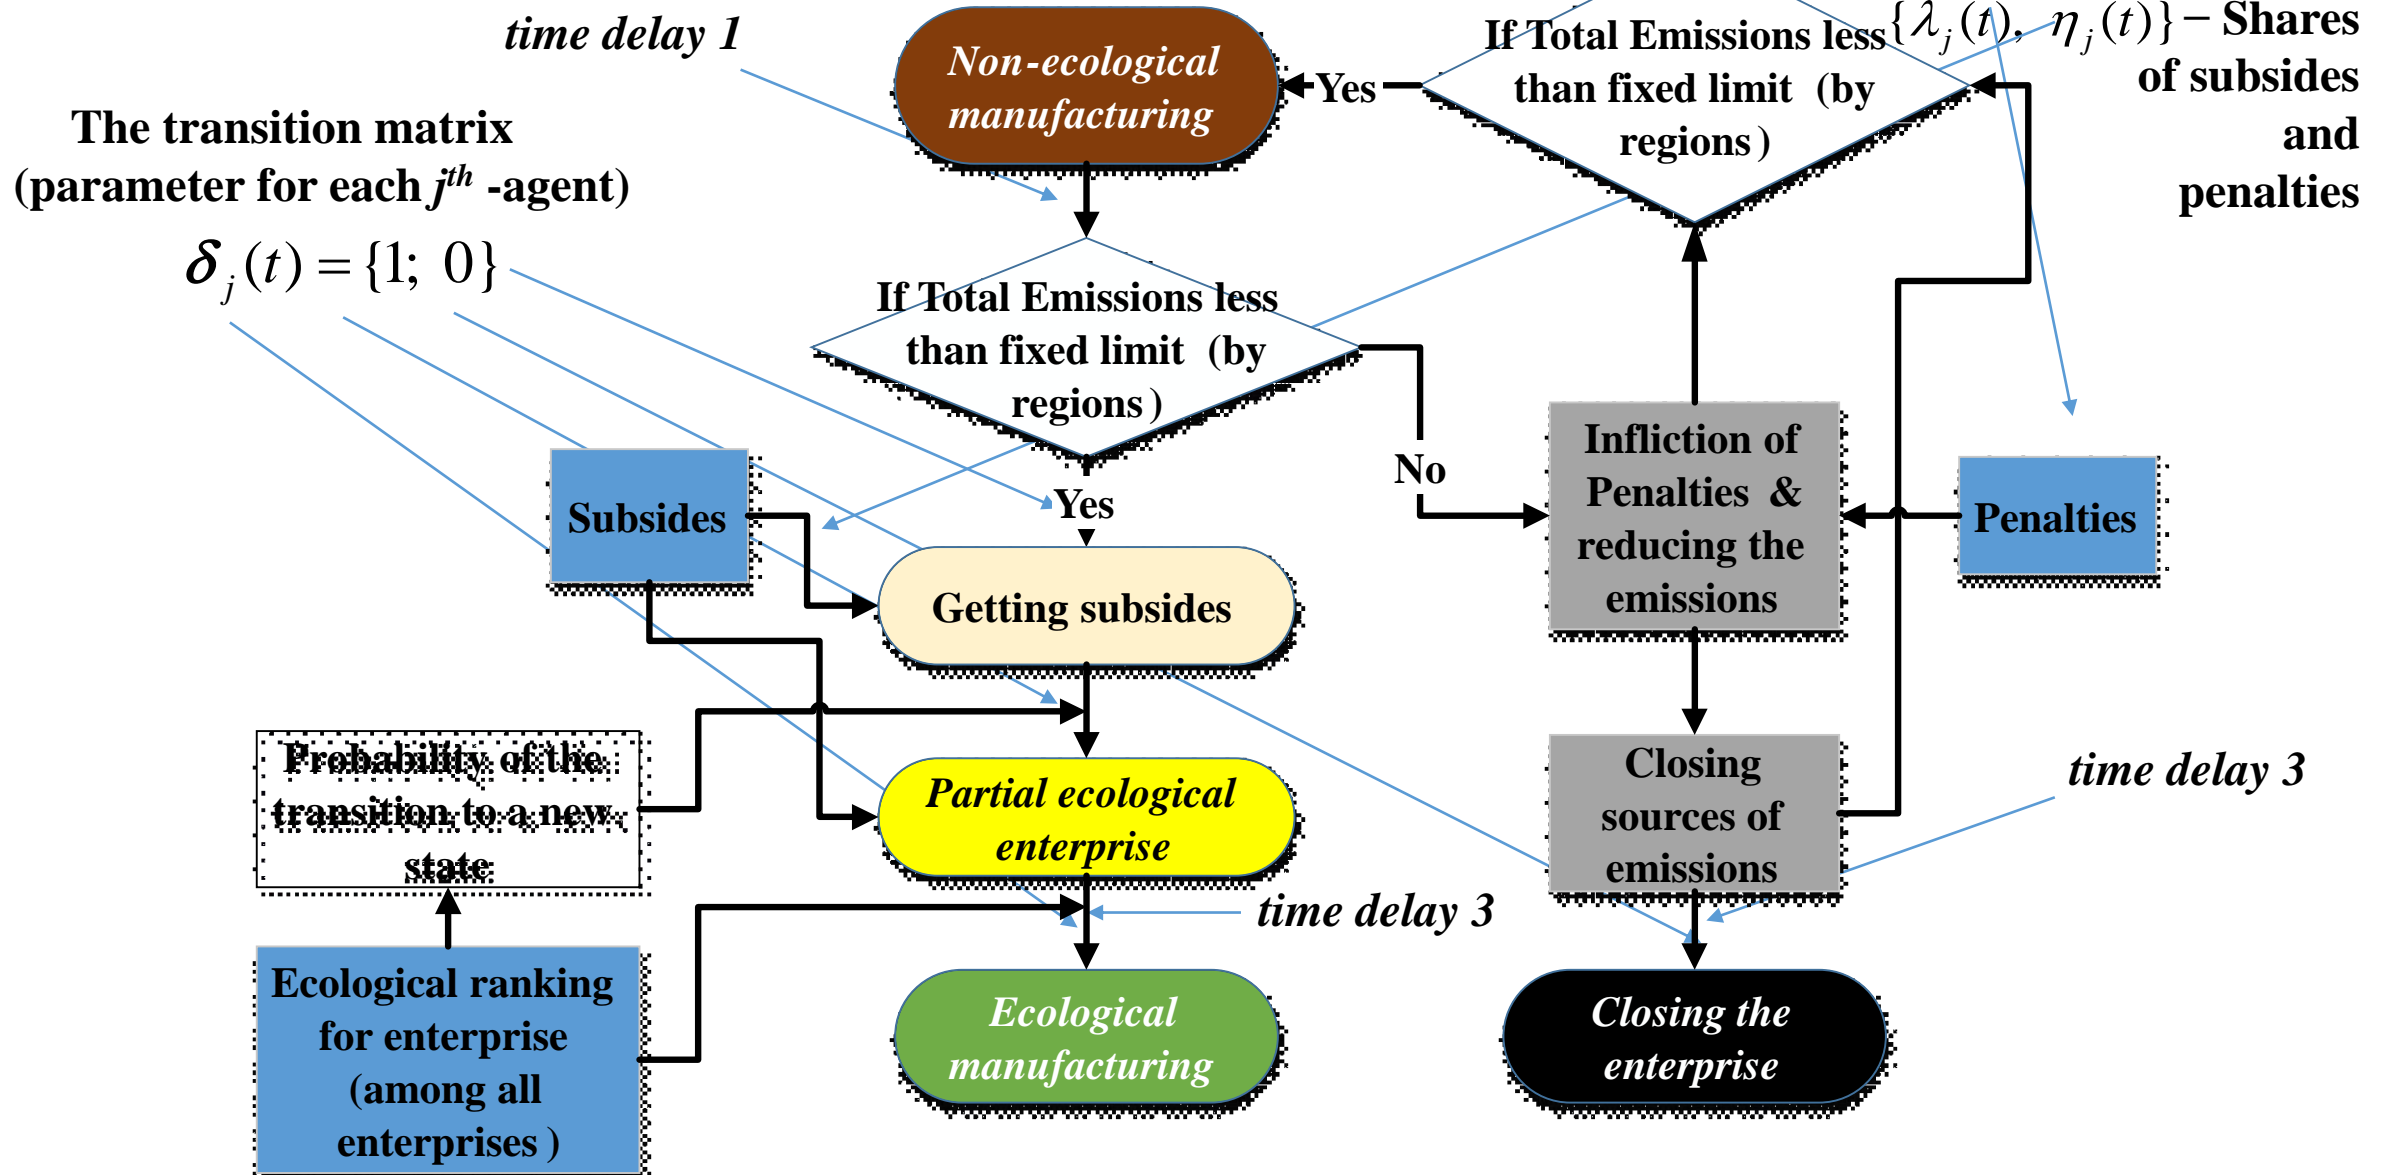 time delay 1
Non-ecological
manufacturing
Yes
If Total Emissions less
than fixed limit (by
regions)
{λj(t), ηj(t)} – Shares
of subsides
and
penalties
The transition matrix
(parameter for each jth -agent)
δj(t) = {1; 0}
If Total Emissions less
than fixed limit (by
regions)
No
Yes
Subsides
Getting subsides
Infliction of
Penalties &
reducing the
emissions
Penalties
Probability of the
transition to a new
state
Partial ecological
enterprise
Closing
sources of
emissions
time delay 3
time delay 3
Ecological ranking
for enterprise
(among all
enterprises)
Ecological
manufacturing
Closing the
enterprise